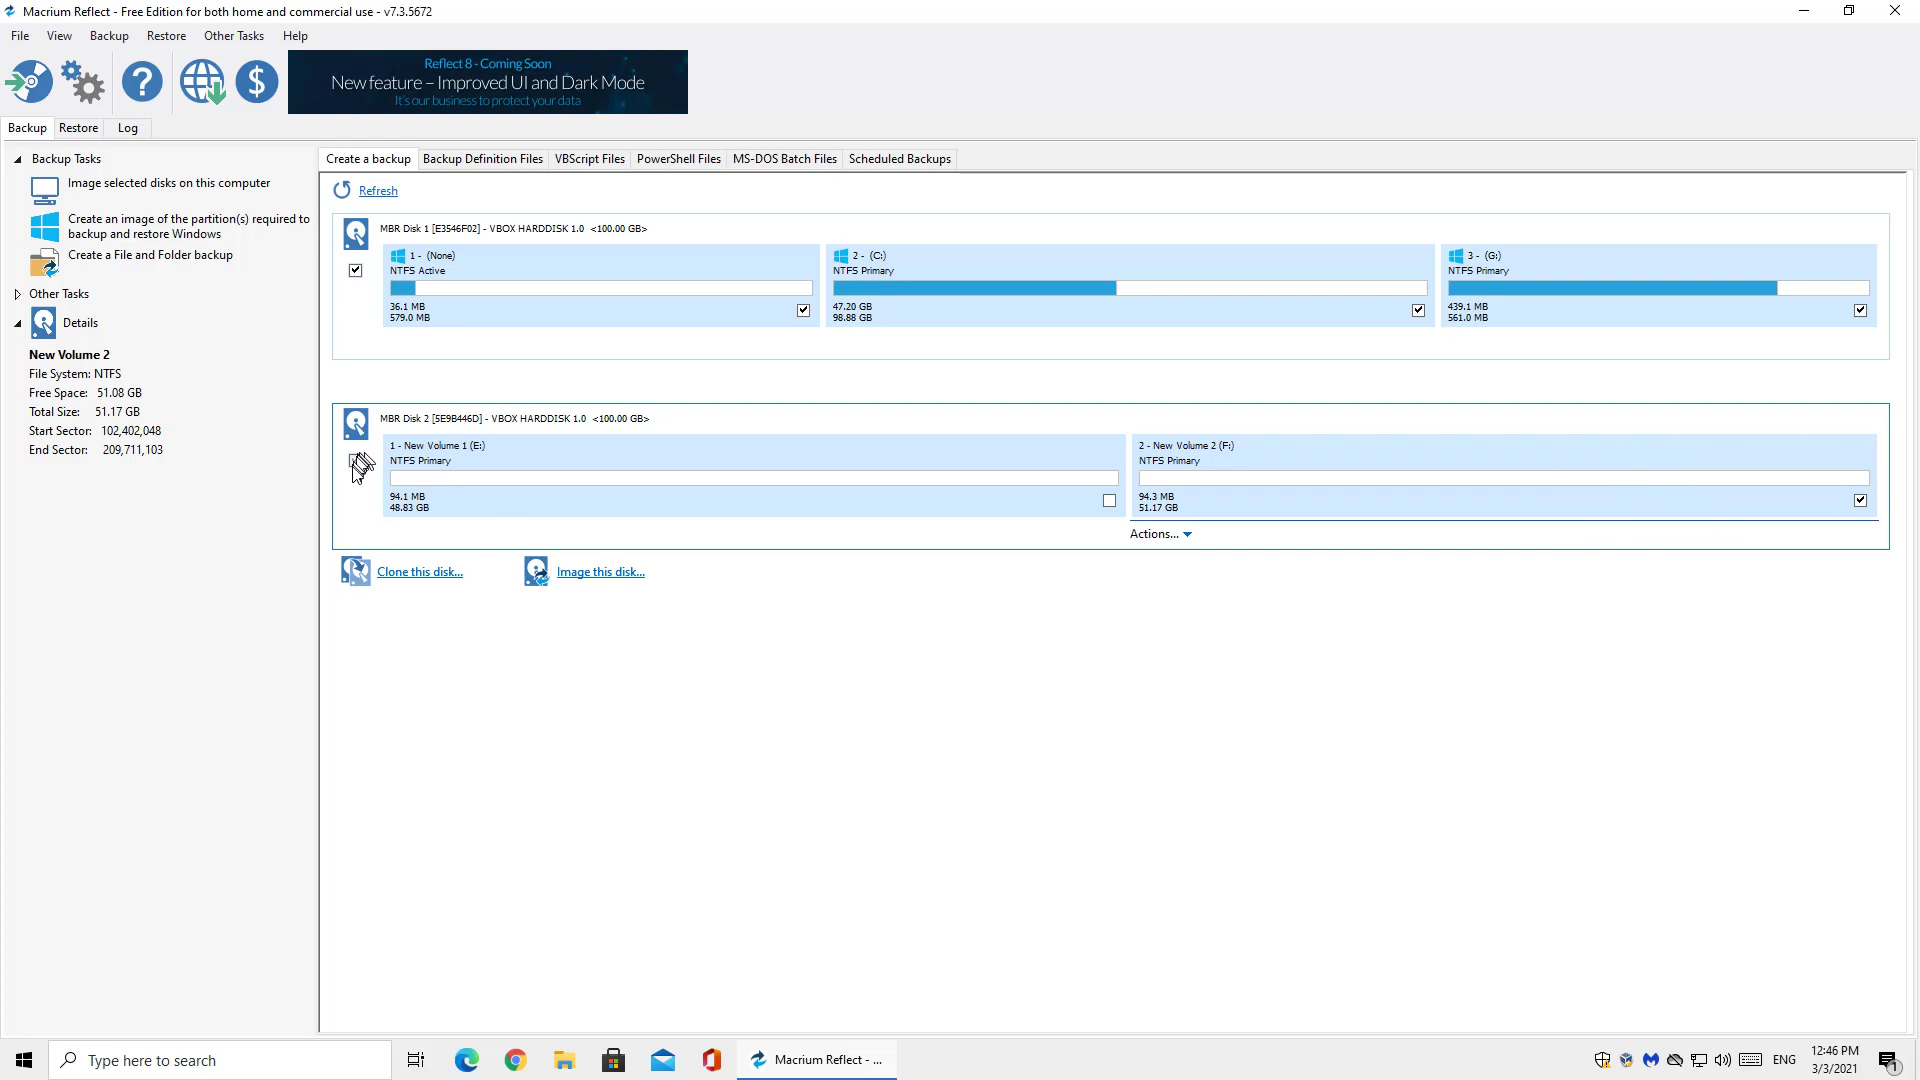 Macrium Reflect - Free Edition for both home and commercial use - v7.3.5672
File View Backup Restore Other Tasks Help
Reflect 8 - Coming Soon
New feature – Improved UI and Dark Mode
It's our business to protect your data
Backup Restore Log
Backup Tasks
Image selected disks on this computer
Create an image of the partition(s) required to
backup and restore Windows
Create a File and Folder backup
Other Tasks
Details
New Volume 2
File System: NTFS
Free Space: 51.08 GB
Total Size: 51.17 GB
Start Sector: 102,402,048
End Sector: 209,711,103
Create a backup Backup Definition Files VBScript Files PowerShell Files MS-DOS Batch Files Scheduled Backups
Refresh
MBR Disk 1 [E3546F02] - VBOX HARDDISK 1.0 <100.00 GB>
1 - (None)
NTFS Active
36.1 MB
579.0 MB
2 - (C:)
NTFS Primary
47.20 GB
98.88 GB
3 - (G:)
NTFS Primary
439.1 MB
561.0 MB
MBR Disk 2 [5E9B446D] - VBOX HARDDISK 1.0 <100.00 GB>
1 - New Volume 1 (E:)
NTFS Primary
94.1 MB
48.83 GB
2 - New Volume 2 (F:)
NTFS Primary
94.3 MB
51.17 GB
Actions...
Clone this disk... Image this disk...
Type here to search
Macrium Reflect - ...
ENG
12:46 PM
3/3/2021
1